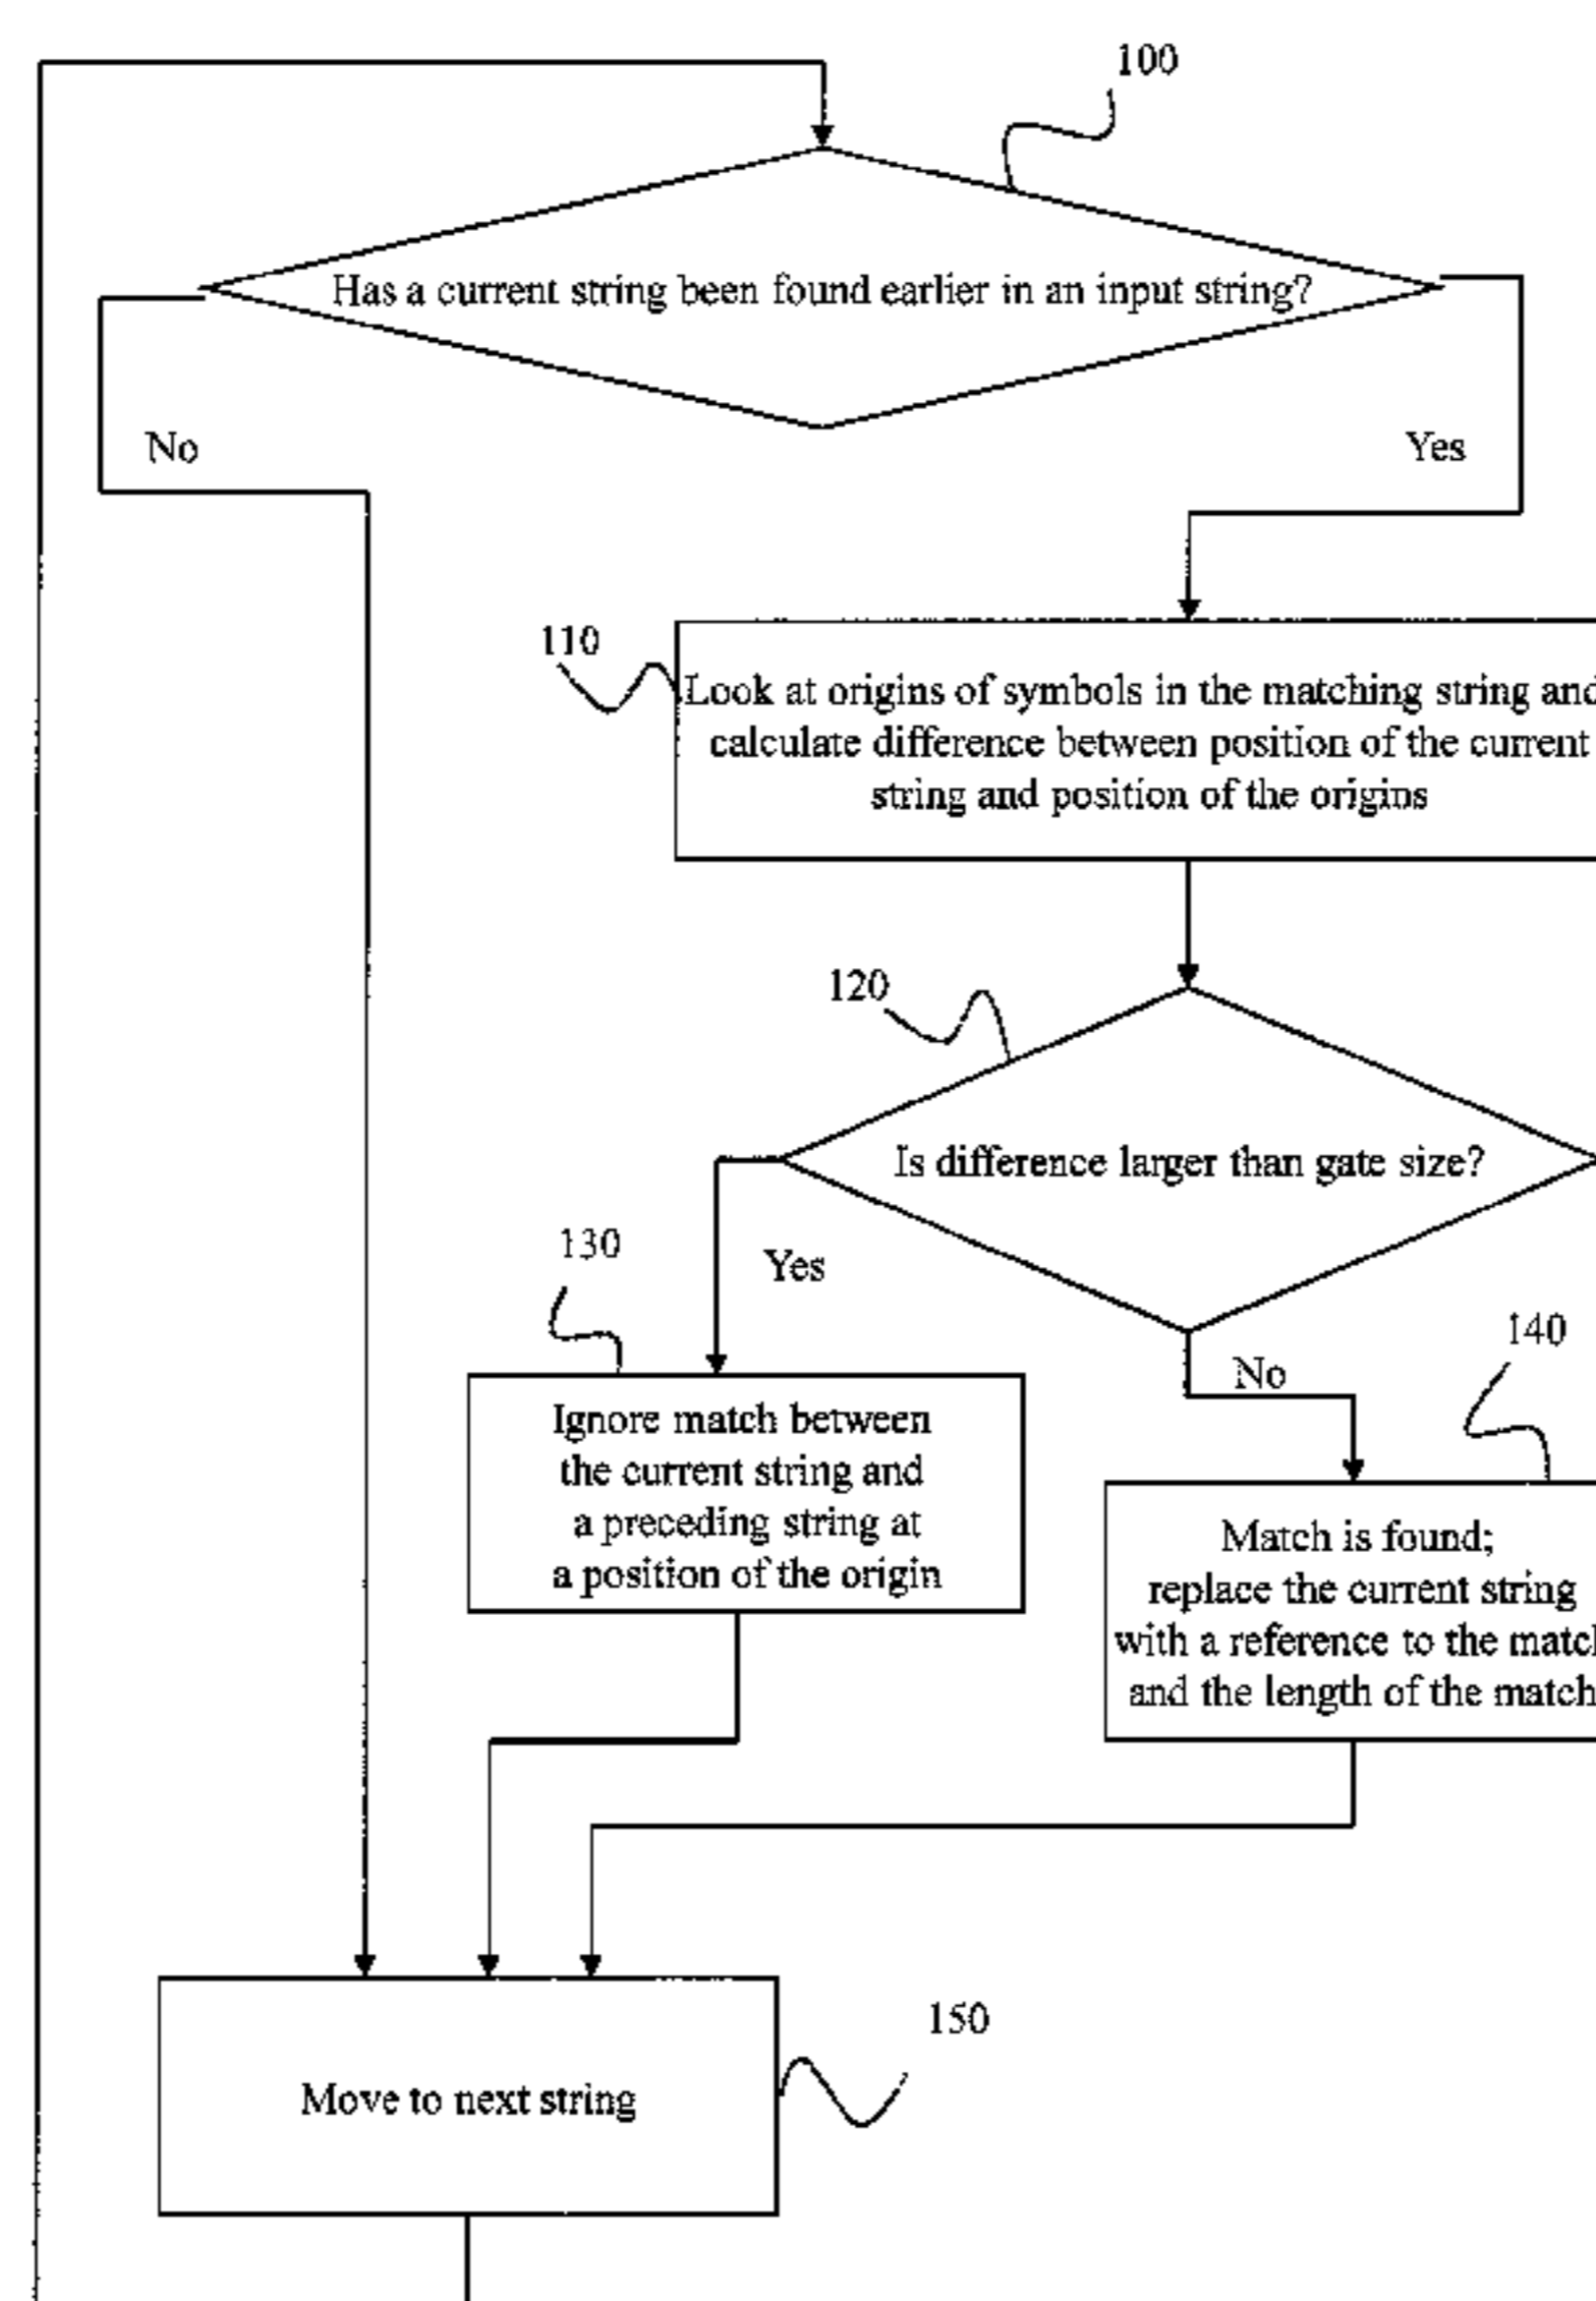 100
Has a current string been found earlier in an input string?
No
Yes
110
Look at origins of symbols in the matching string and
calculate difference between position of the current
string and position of the origins
120
Is difference larger than gate size?
130
Yes
140
No
Ignore match between
the current string and
a preceding string at
a position of the origin
Match is found;
replace the current string
with a reference to the match
and the length of the match
150
Move to next string